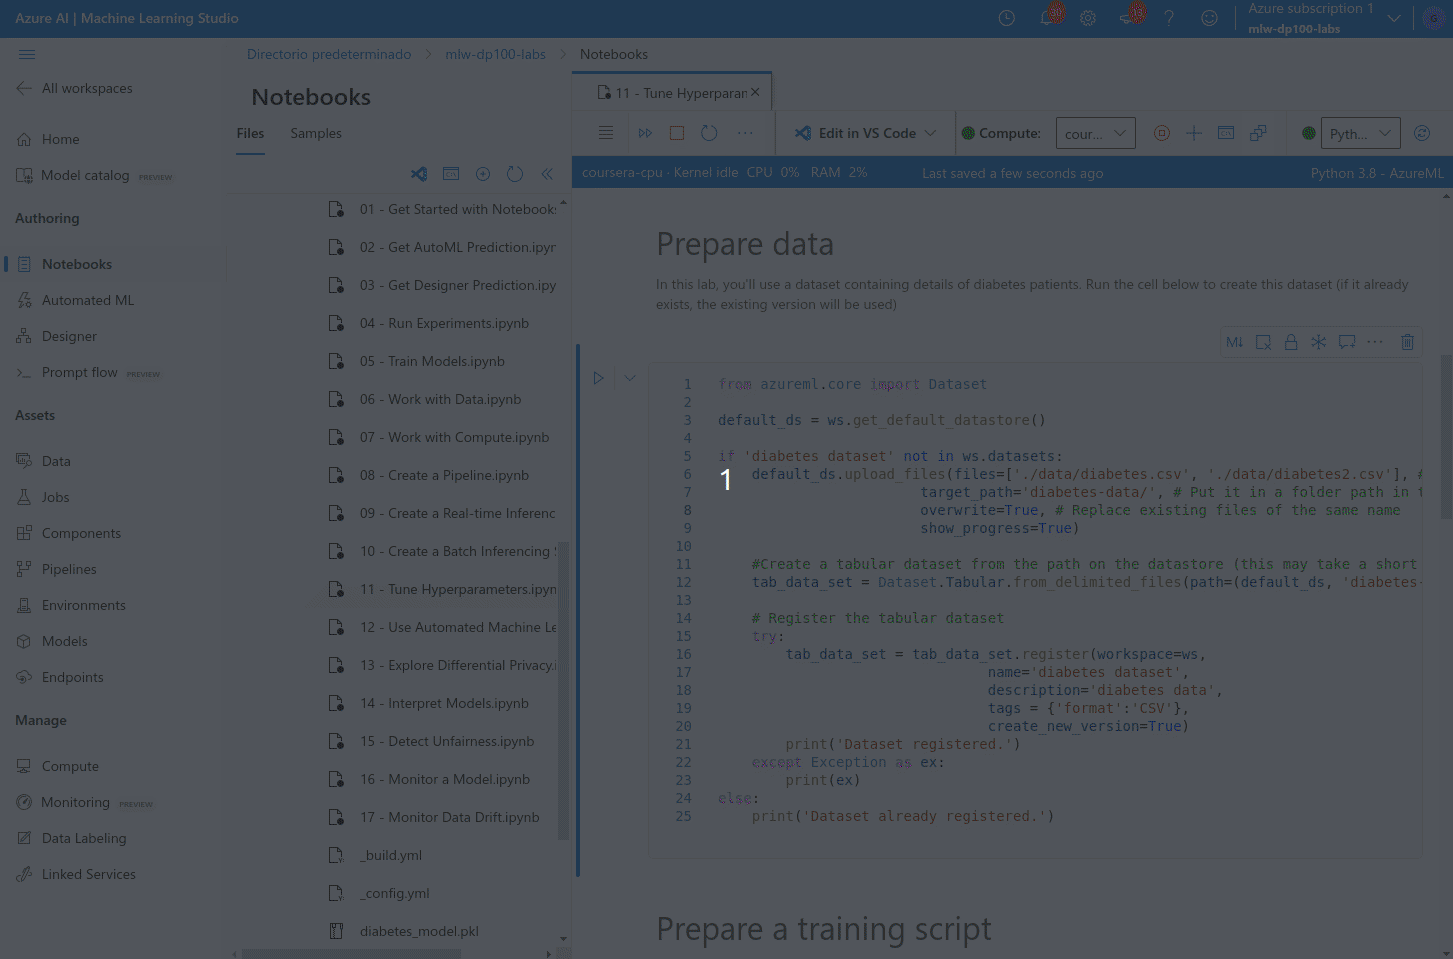 Azure AI | Machine Learning Studio
30
19
Azure subscription 1
mlw-dp100-labs
All workspaces
Home
Model catalog PREVIEW
Authoring
Notebooks
Automated ML
Designer
Prompt flow PREVIEW
Assets
Data
Jobs
Components
Pipelines
Environments
Models
Endpoints
Manage
Compute
Monitoring PREVIEW
Data Labeling
Linked Services
Directorio predeterminado > mlw-dp100-labs > Notebooks
Notebooks
Files Samples
01 - Get Started with Notebooks
02 - Get AutoML Prediction.ipyn
03 - Get Designer Prediction.ipy
04 - Run Experiments.ipynb
05 - Train Models.ipynb
06 - Work with Data.ipynb
07 - Work with Compute.ipynb
08 - Create a Pipeline.ipynb
09 - Create a Real-time Inferenc
10 - Create a Batch Inferencing S
11 - Tune Hyperparameters.ipyn
12 - Use Automated Machine Le
13 - Explore Differential Privacy.i
14 - Interpret Models.ipynb
15 - Detect Unfairness.ipynb
16 - Monitor a Model.ipynb
17 - Monitor Data Drift.ipynb
_build.yml
_config.yml
diabetes_model.pkl
11 - Tune Hyperparan
Edit in VS Code
Compute: cour...
Pyth...
coursera-cpu · Kernel idle CPU 0% RAM 2% Last saved a few seconds ago Python 3.8 - AzureML
Prepare data
In this lab, you'll use a dataset containing details of diabetes patients. Run the cell below to create this dataset (if it already
exists, the existing version will be used)
M↓
1 from azureml.core import Dataset
2
3 default_ds = ws.get_default_datastore()
4
5 if 'diabetes dataset' not in ws.datasets:
6 default_ds.upload_files(files=['./data/diabetes.csv', './data/diabetes2.csv'], #
7 target_path='diabetes-data/', # Put it in a folder path in t
8 overwrite=True, # Replace existing files of the same name
9 show_progress=True)
10
11 #Create a tabular dataset from the path on the datastore (this may take a short
12 tab_data_set = Dataset.Tabular.from_delimited_files(path=(default_ds, 'diabetes-
13
14 # Register the tabular dataset
15 try:
16 tab_data_set = tab_data_set.register(workspace=ws,
17 name='diabetes dataset',
18 description='diabetes data',
19 tags = {'format':'CSV'},
20 create_new_version=True)
21 print('Dataset registered.')
22 except Exception as ex:
23 print(ex)
24 else:
25 print('Dataset already registered.')
1
Prepare a training script